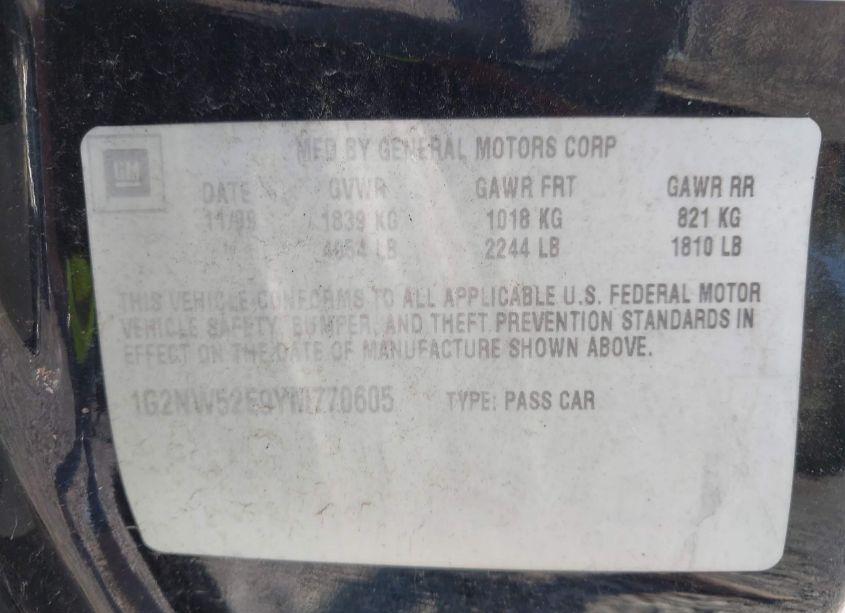 MFD BY GENERAL MOTORS CORP
GM
DATE GVWR GAWR FRT GAWR RR
11/99 1839 KG 1018 KG 821 KG
4054 LB 2244 LB 1810 LB
THIS VEHICLE CONFORMS TO ALL APPLICABLE U.S. FEDERAL MOTOR
VEHICLE SAFETY, BUMPER, AND THEFT PREVENTION STANDARDS IN
EFFECT ON THE DATE OF MANUFACTURE SHOWN ABOVE.
1G2NW52E9YM770605 TYPE: PASS CAR